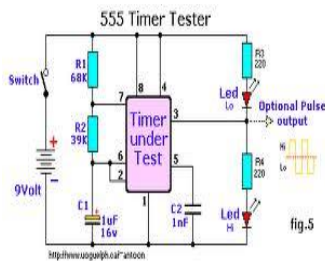 555 Timer Tester
Switch
R1
68K
R3
220
8
4
Led
Lo
7
R2
39K
Timer
under
Test
3
Optional Pulse
output
6
2
5
Hi
Lo
R4
220
9Volt
C1
1uF
16v
1
C2
1nF
Led
Hi
fig.5
http://www.uoguelph.ca/~antoon